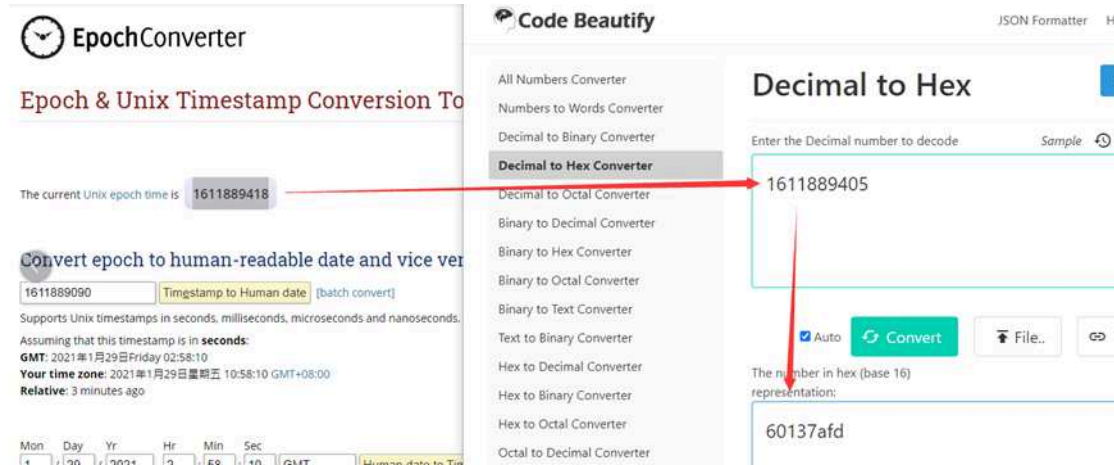 EpochConverter
Epoch & Unix Timestamp Conversion To
The current Unix epoch time is 1611889418
Convert epoch to human-readable date and vice ver
1611889090 Timestamp to Human date [batch convert]
Supports Unix timestamps in seconds, milliseconds, microseconds and nanoseconds.
Assuming that this timestamp is in seconds:
GMT: 2021年1月29日Friday 02:58:10
Your time zone: 2021年1月29日星期五 10:58:10 GMT+08:00
Relative: 3 minutes ago
Mon Day Yr Hr Min Sec
1 / 29 / 2021 2 : 58 : 10 GMT Human date to Tim
Code Beautify
JSON Formatter H
All Numbers Converter
Numbers to Words Converter
Decimal to Binary Converter
Decimal to Hex Converter
Decimal to Octal Converter
Binary to Decimal Converter
Binary to Hex Converter
Binary to Octal Converter
Binary to Text Converter
Text to Binary Converter
Hex to Decimal Converter
Hex to Binary Converter
Hex to Octal Converter
Octal to Decimal Converter
Decimal to Hex
Enter the Decimal number to decode Sample
1611889405
Auto Convert File..
The number in hex (base 16)
representation:
60137afd